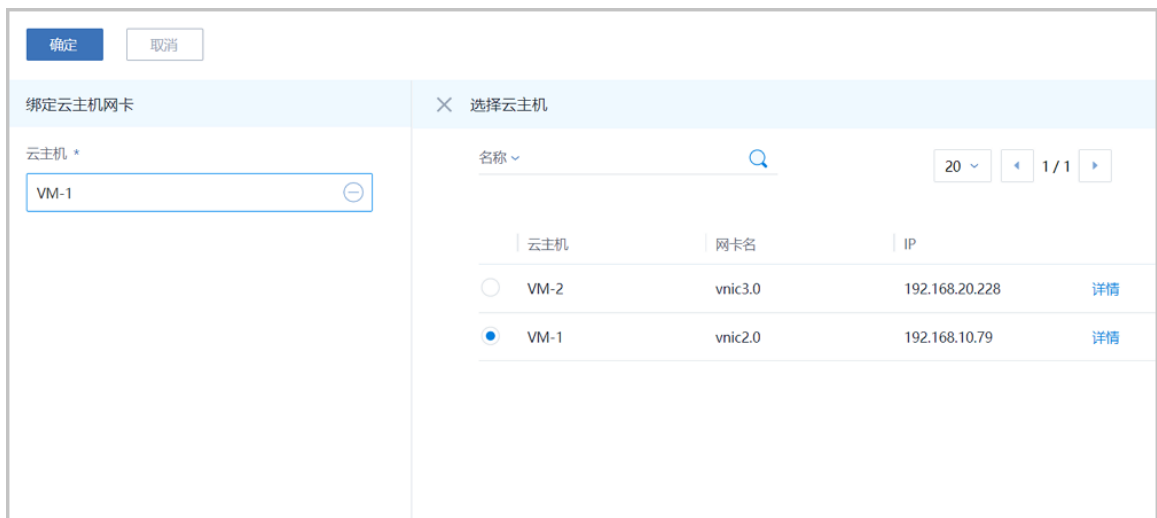 确定 取消
绑定云主机网卡
选择云主机
云主机 *
VM-1
名称
20 1 / 1
云主机 网卡名 IP
VM-2 vnic3.0 192.168.20.228 详情
VM-1 vnic2.0 192.168.10.79 详情